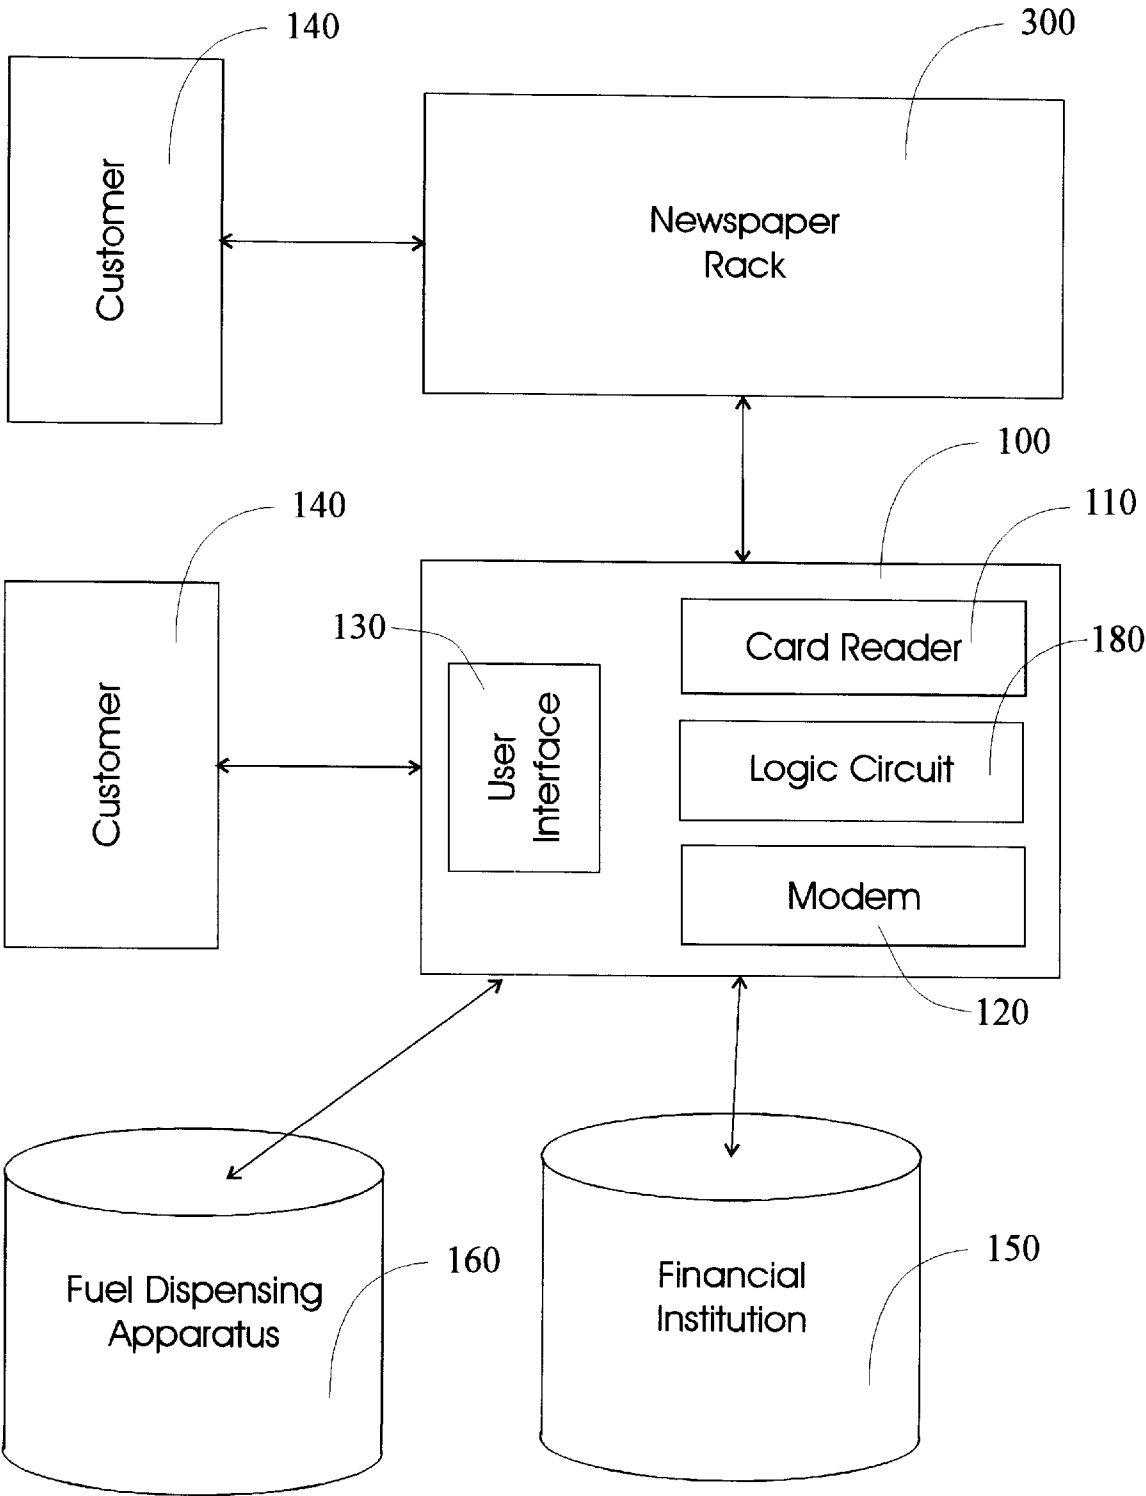 140
300
Customer
Newspaper
Rack
100
140
110
130
Card Reader
180
Customer
User
Interface
Logic Circuit
Modem
120
160
150
Fuel Dispensing
Apparatus
Financial
Institution